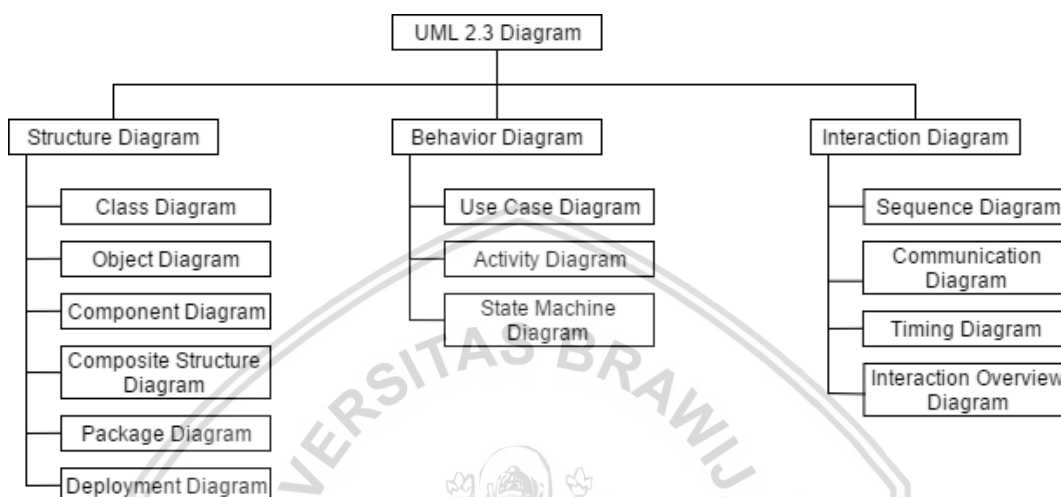 UML 2.3 Diagram
Structure Diagram
Class Diagram
Object Diagram
Component Diagram
Composite Structure
Diagram
Package Diagram
Deployment Diagram
Behavior Diagram
Use Case Diagram
Activity Diagram
State Machine
Diagram
Interaction Diagram
Sequence Diagram
Communication
Diagram
Timing Diagram
Interaction Overview
Diagram
VERSITAS BRAWIJ